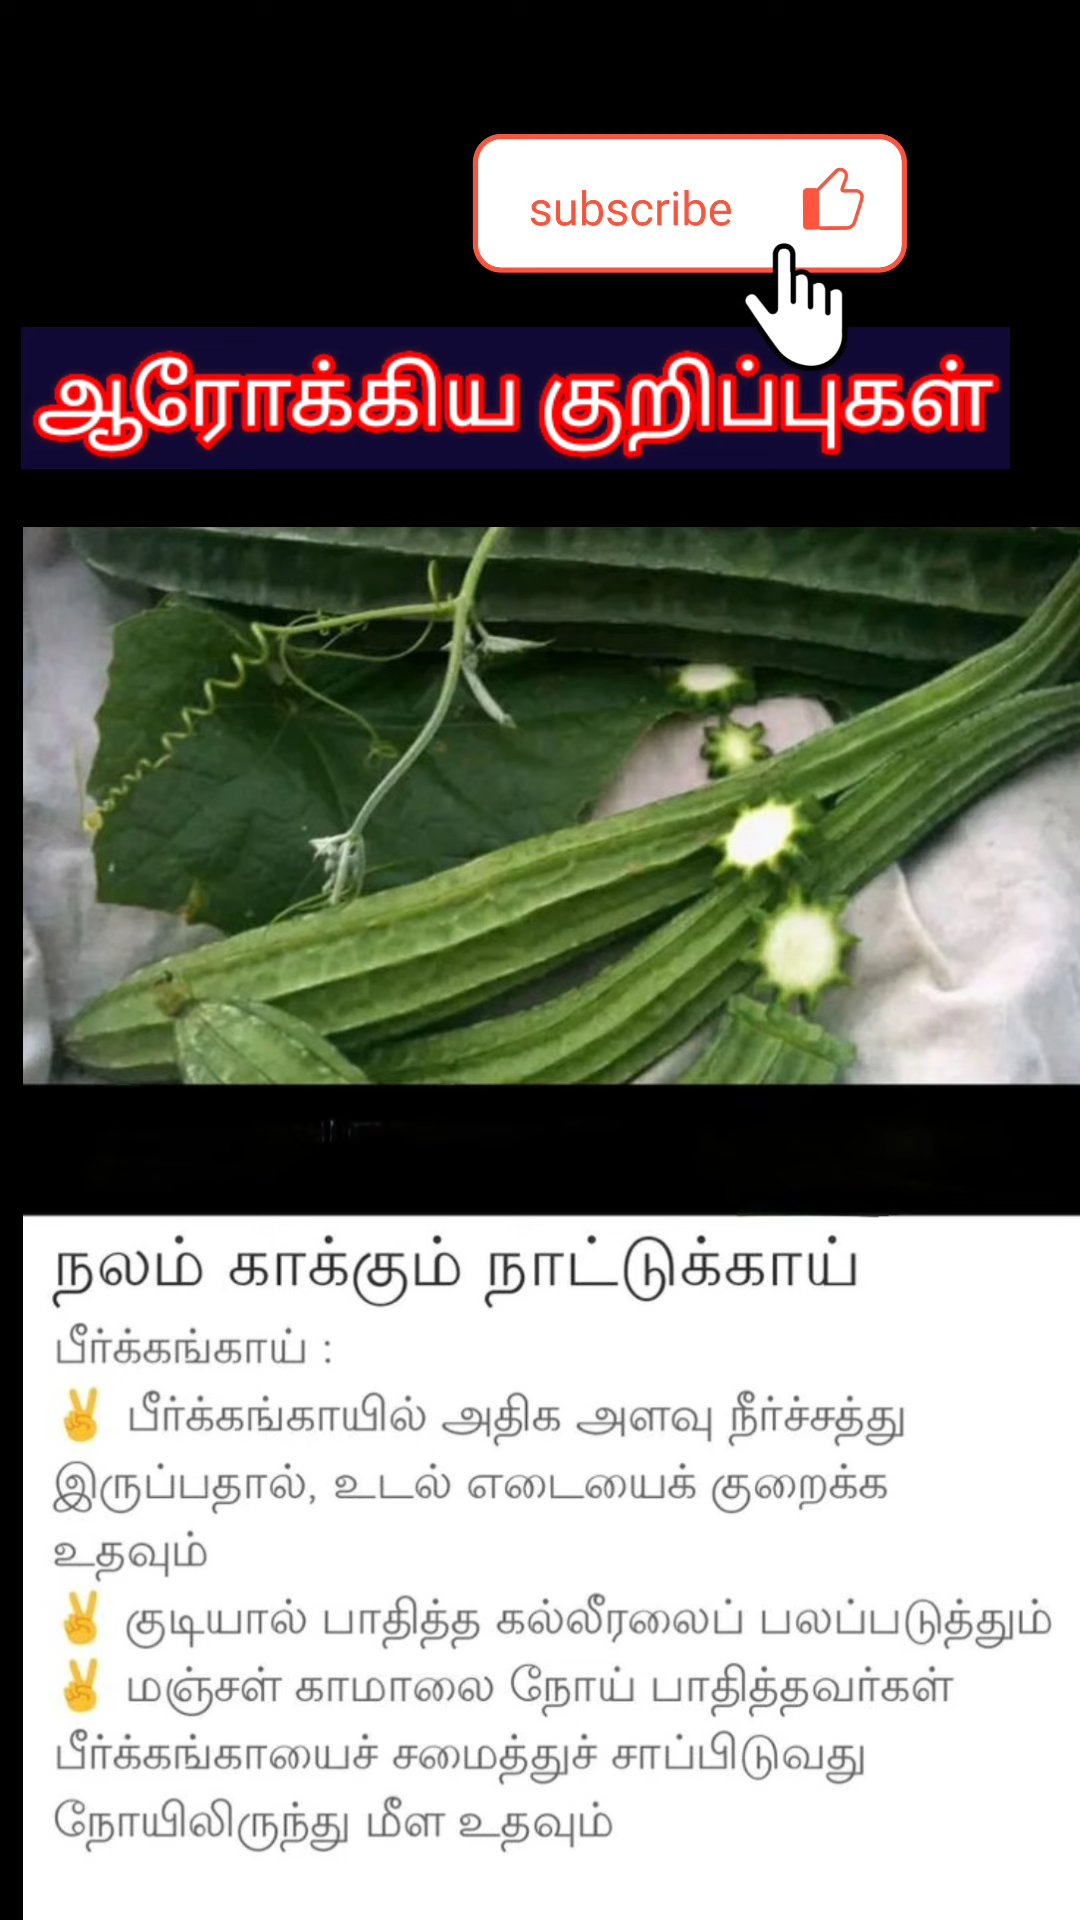 subscribe
ஆரோக்கிய குறிப்புகள்
நலம் காக்கும் நாட்டுக்காய்
பீர்க்கங்காய் :
✌ பீர்க்கங்காயில் அதிக அளவு நீர்ச்சத்து
இருப்பதால், உடல் எடையைக் குறைக்க
உதவும்
✌ குடியால் பாதித்த கல்லீரலைப் பலப்படுத்தும்
✌ மஞ்சள் காமாலை நோய் பாதித்தவர்கள்
பீர்க்கங்காயைச் சமைத்துச் சாப்பிடுவது
நோயிலிருந்து மீள உதவும்